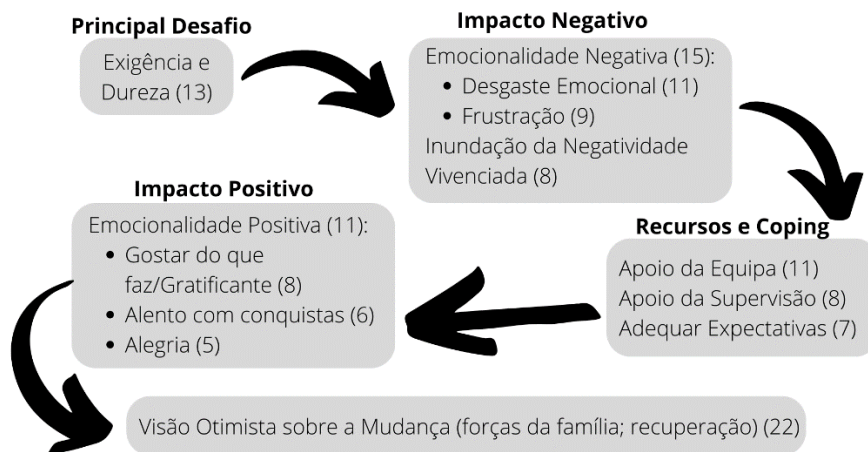 Principal Desafio
Exigência e
Dureza (13)
Impacto Negativo
Emocionalidade Negativa (15):
• Desgaste Emocional (11)
• Frustração (9)
Inundação da Negatividade
Vivenciada (8)
Recursos e Coping
Apoio da Equipa (11)
Apoio da Supervisão (8)
Adequar Expectativas (7)
Impacto Positivo
Emocionalidade Positiva (11):
• Gostar do que
faz/Gratificante (8)
• Alento com conquistas (6)
• Alegria (5)
Visão Otimista sobre a Mudança (forças da família; recuperação) (22)